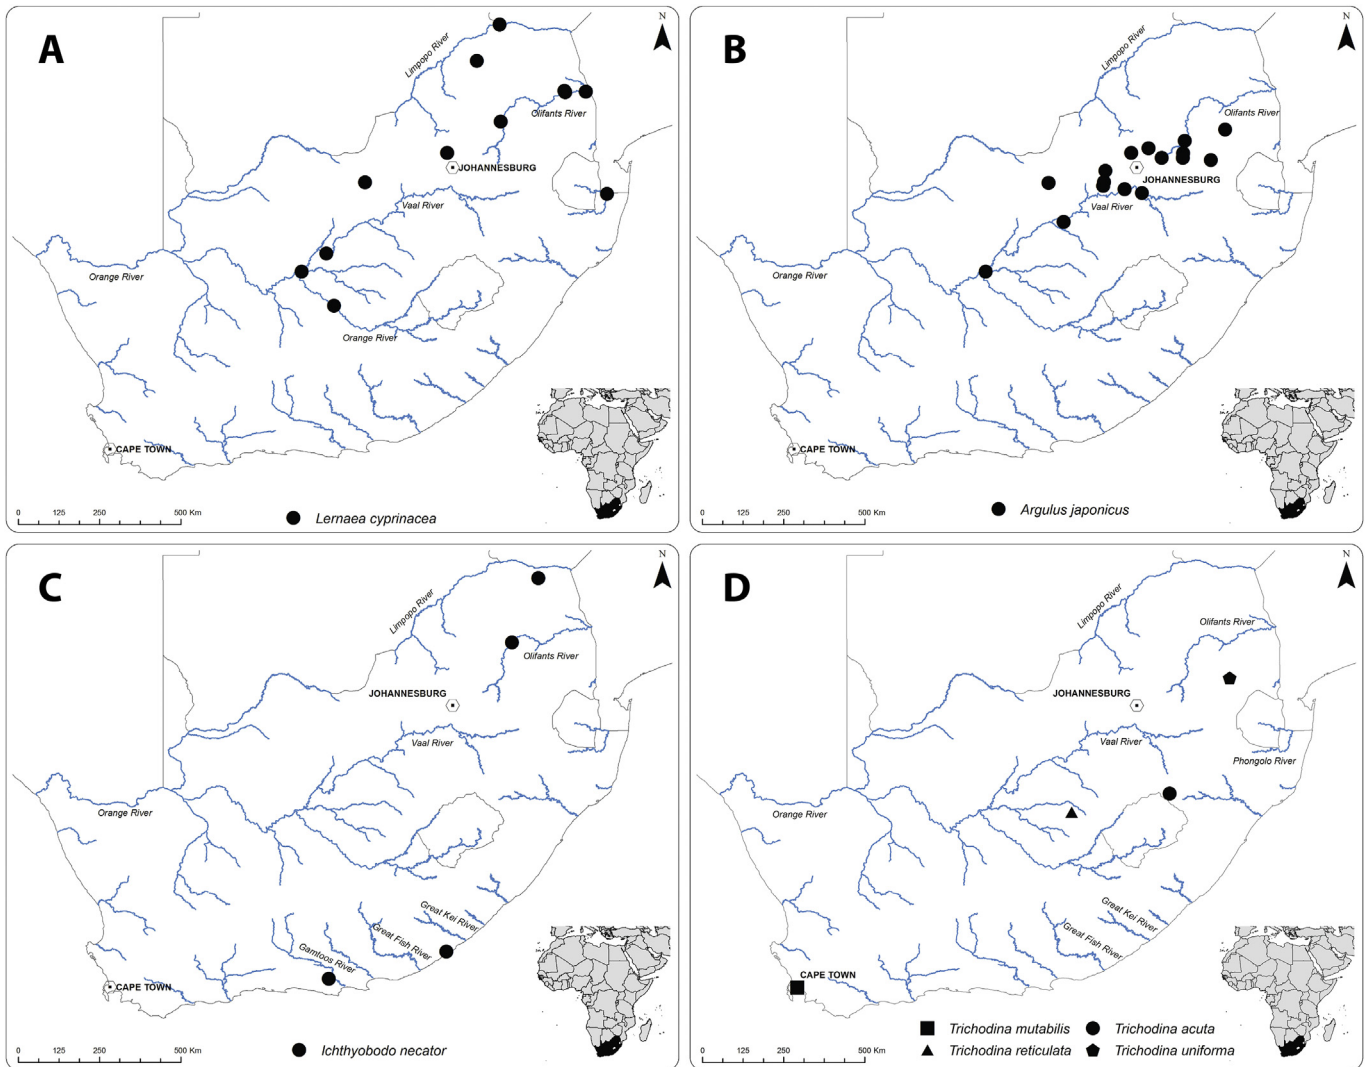 A
N
Limpopo River
Olifants River
JOHANNESBURG
Vaal River
Orange River
Orange River
CAPE TOWN
0 125 250 500 Km
Lernaea cyprinacea
B
N
Limpopo River
Olifants River
JOHANNESBURG
Vaal River
Orange River
CAPE TOWN
0 125 250 500 Km
Argulus japonicus
C
N
Limpopo River
Olifants River
JOHANNESBURG
Vaal River
Orange River
Great Kei River
Great Fish River
Gamtoos River
CAPE TOWN
0 125 250 500 Km
Ichthyobodo necator
D
N
Limpopo River
Olifants River
JOHANNESBURG
Vaal River
Phongolo River
Orange River
Great Kei River
Great Fish River
CAPE TOWN
Trichodina mutabilis Trichodina acuta
Trichodina reticulata Trichodina uniforma
0 125 250 500 Km